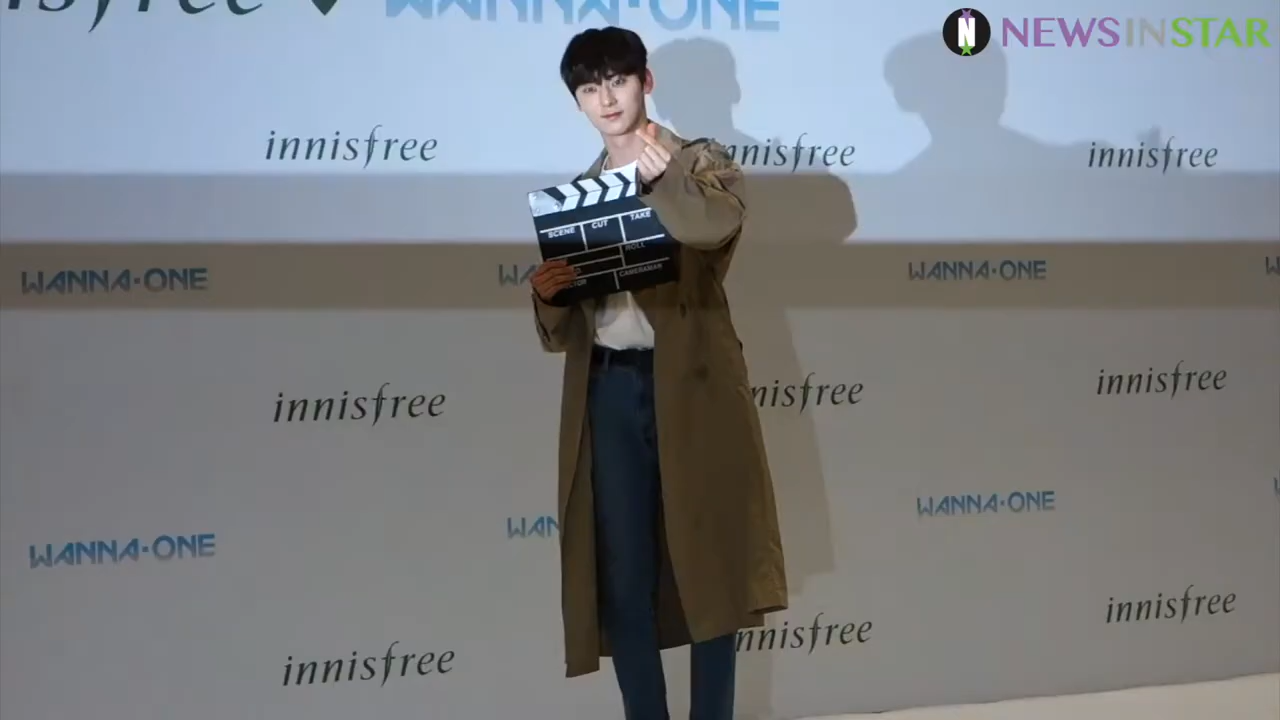 isfree ♥ WANNA·ONE
NEWSINSTAR
innisfree
innisfree
innisfree
SCENE CUT TAKE
ROLL
CAMERAMAN
WANNA·ONE
WANNA·ONE
innisfree
innisfree
innisfree
WANNA·ONE
WANNA·ONE
innisfree
innisfree
innisfree